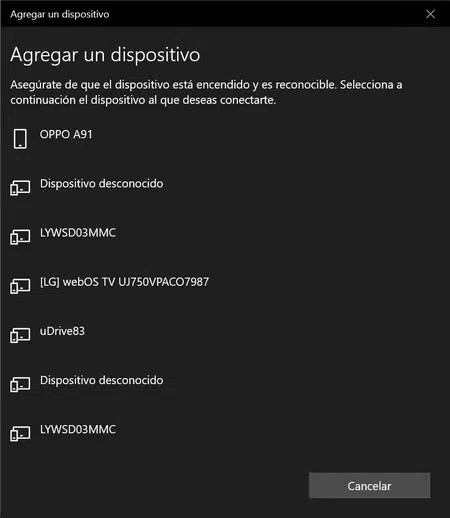 Agregar un dispositivo
Agregar un dispositivo
Asegúrate de que el dispositivo está encendido y es reconocible. Selecciona a
continuación el dispositivo al que deseas conectarte.
OPPO A91
Dispositivo desconocido
LYWSD03MMC
[LG] webOS TV UJ750VPACO7987
uDrive83
Dispositivo desconocido
LYWSD03MMC
Cancelar